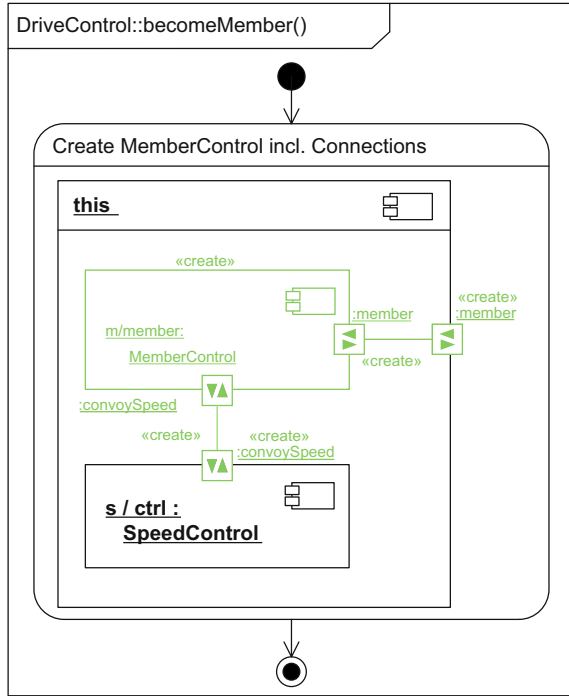 DriveControl::becomeMember()
Create MemberControl incl. Connections
this
«create»
«create»
:member
:member
m/member:
MemberControl
«create»
:convoySpeed
«create»
«create»
:convoySpeed
s / ctrl :
SpeedControl